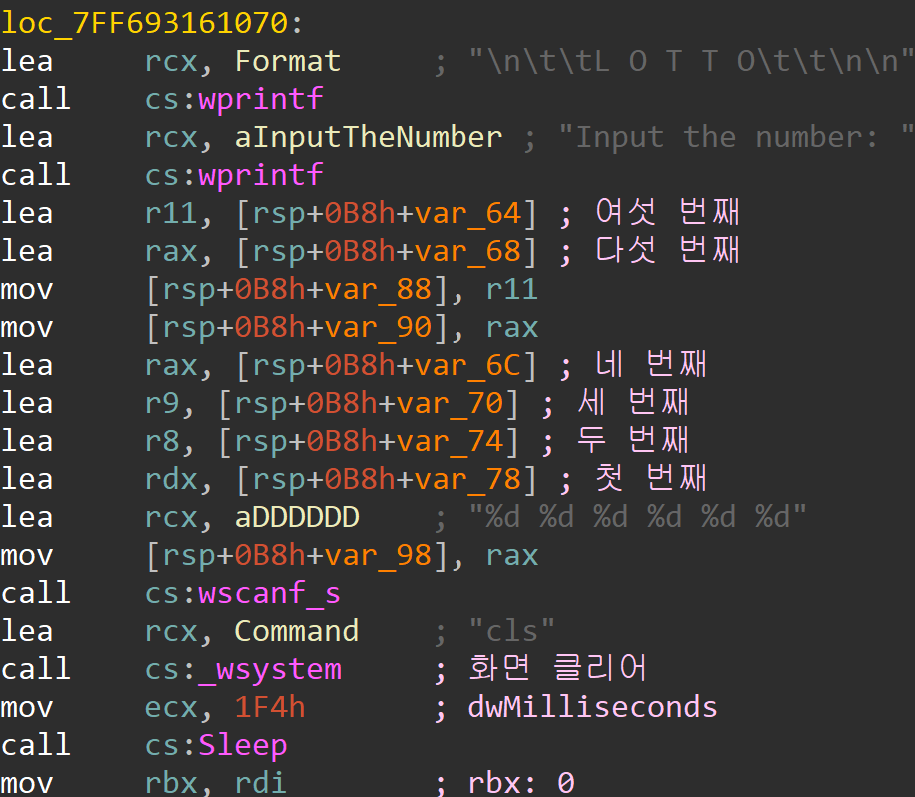 loc_7FF693161070:
lea rcx, Format ; "\n\t\tL O T T O\t\t\n\n"
call cs:wprintf
lea rcx, aInputTheNumber ; "Input the number: "
call cs:wprintf
lea r11, [rsp+0B8h+var_64] ; 여섯 번째
lea rax, [rsp+0B8h+var_68] ; 다섯 번째
mov [rsp+0B8h+var_88], r11
mov [rsp+0B8h+var_90], rax
lea rax, [rsp+0B8h+var_6C] ; 네 번째
lea r9, [rsp+0B8h+var_70] ; 세 번째
lea r8, [rsp+0B8h+var_74] ; 두 번째
lea rdx, [rsp+0B8h+var_78] ; 첫 번째
lea rcx, aDDDDDD ; "%d %d %d %d %d %d"
mov [rsp+0B8h+var_98], rax
call cs:wscanf_s
lea rcx, Command ; "cls"
call cs:_wsystem ; 화면 클리어
mov ecx, 1F4h ; dwMilliseconds
call cs:Sleep
mov rbx, rdi ; rbx: 0